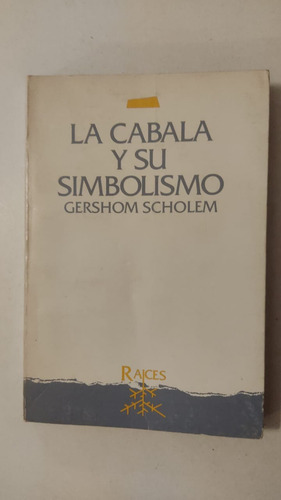 LA CABALA
Y SU
SIMBOLISMO
GERSHOM SCHOLEM
RAICES